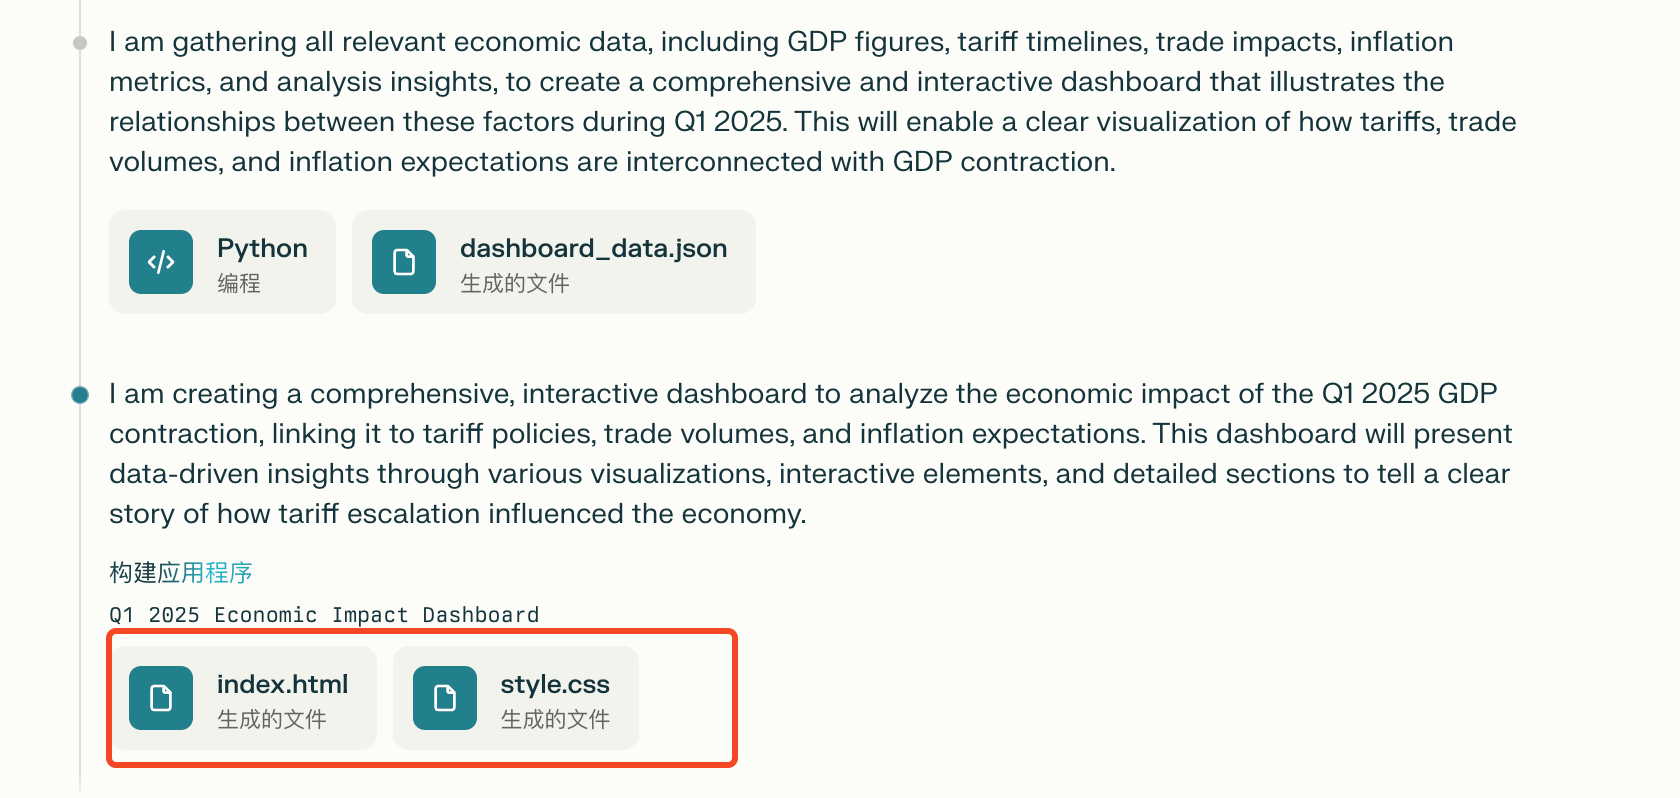 I am gathering all relevant economic data, including GDP figures, tariff timelines, trade impacts, inflation
metrics, and analysis insights, to create a comprehensive and interactive dashboard that illustrates the
relationships between these factors during Q1 2025. This will enable a clear visualization of how tariffs, trade
volumes, and inflation expectations are interconnected with GDP contraction.
</>
Python
编程
dashboard_data.json
生成的文件
I am creating a comprehensive, interactive dashboard to analyze the economic impact of the Q1 2025 GDP
contraction, linking it to tariff policies, trade volumes, and inflation expectations. This dashboard will present
data-driven insights through various visualizations, interactive elements, and detailed sections to tell a clear
story of how tariff escalation influenced the economy.
构建应用程序
Q1 2025 Economic Impact Dashboard
index.html
生成的文件
style.css
生成的文件